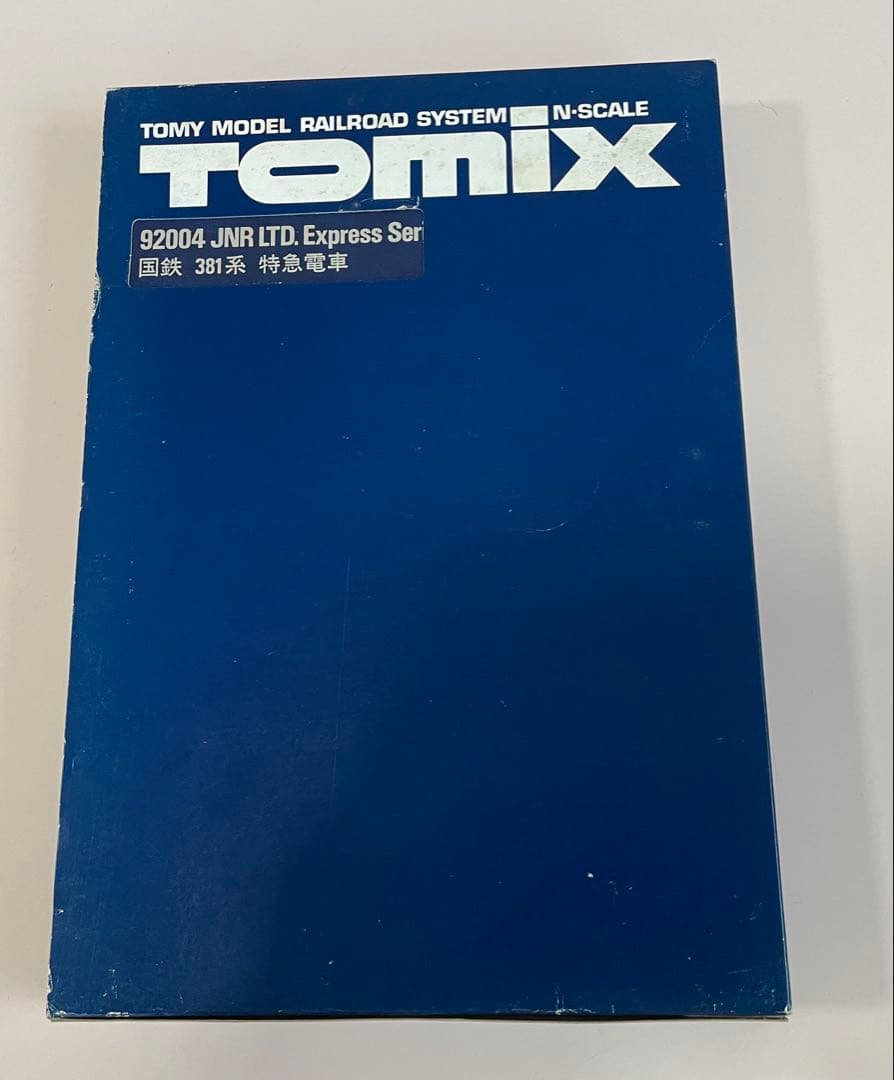 TOMY MODEL RAILROAD SYSTEM N-SCALE
TOMIX
92004 JNR LTD. Express Ser
国鉄 381系 特急電車